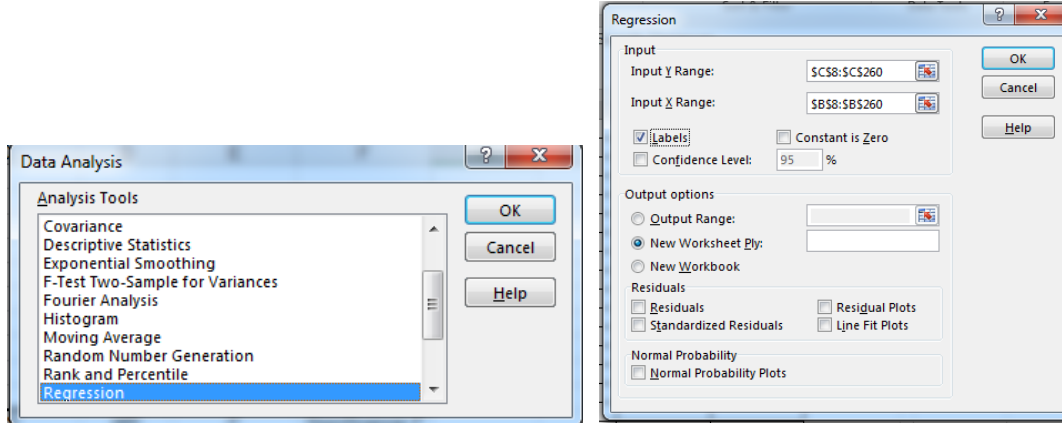 Data Analysis
Analysis Tools
Covariance
Descriptive Statistics
Exponential Smoothing
F-Test Two-Sample for Variances
Fourier Analysis
Histogram
Moving Average
Random Number Generation
Rank and Percentile
Regression
OK
Cancel
Help
Regression
Input
Input Y Range: $C$8:$C$260
Input X Range: $B$8:$B$260
Labels Constant is Zero
Confidence Level: 95 %
OK
Cancel
Help
Output options
Output Range:
New Worksheet Ply:
New Workbook
Residuals
Residuals Residual Plots
Standardized Residuals Line Fit Plots
Normal Probability
Normal Probability Plots